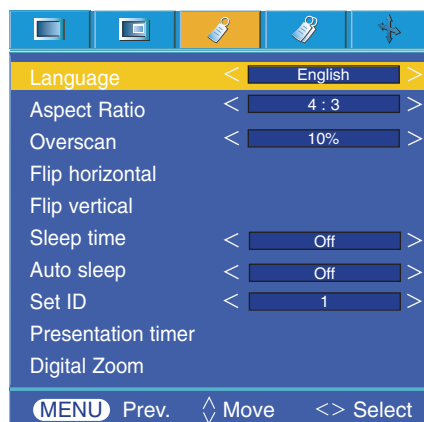 Language < English >
Aspect Ratio < 4 : 3 >
Overscan < 10% >
Flip horizontal
Flip vertical
Sleep time < Off >
Auto sleep < Off >
Set ID < 1 >
Presentation timer
Digital Zoom
MENU Prev. Move <> Select